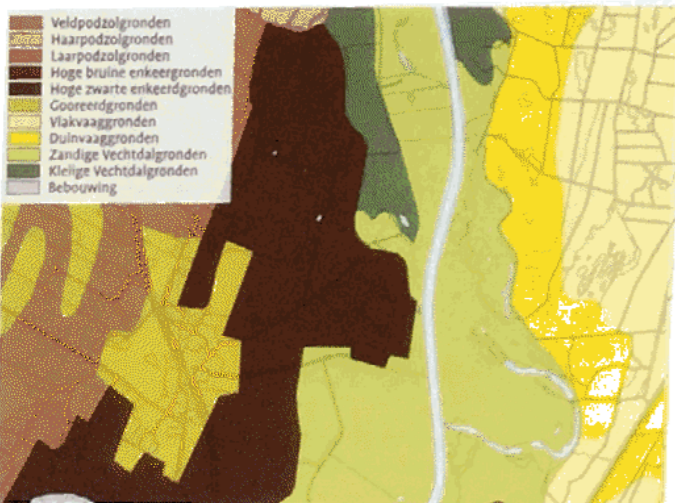 Veldpodzolgronden
Haarpodzolgronden
Laarpodzolgronden
Hoge bruine enkeergronden
Hoge zwarte enkeerdgronden
Gooreerdgronden
Vlakvaaggronden
Duinvaaggronden
Zandige Vechtdalgronden
Kleiige Vechtdalgronden
Bebouwing